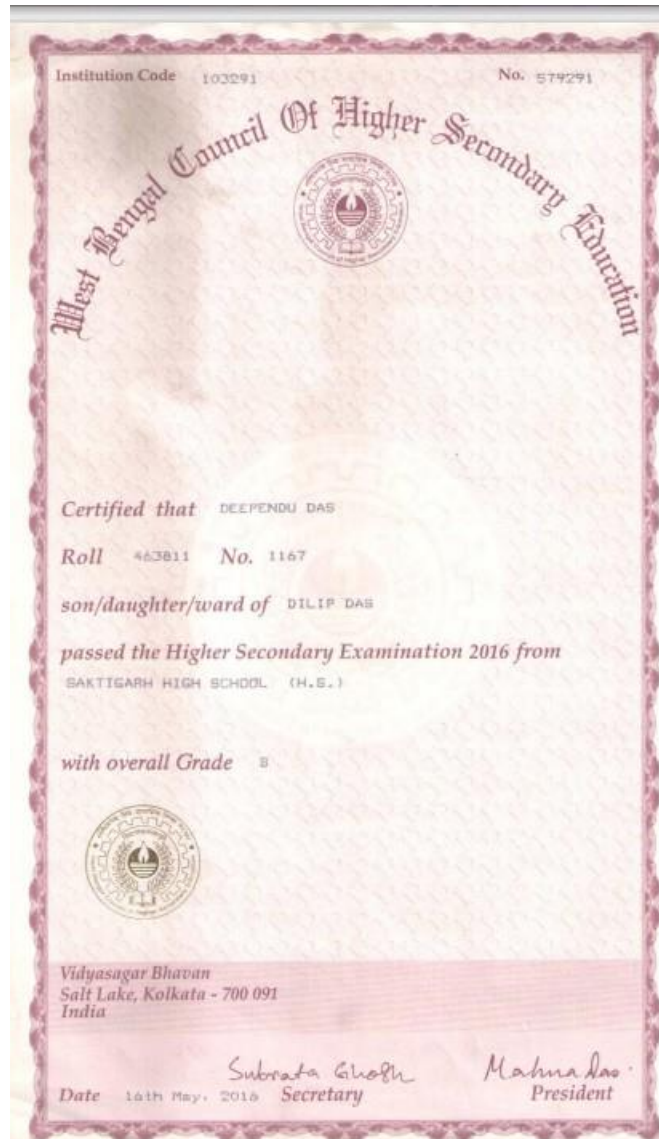 Institution Code 103291 No. 579291
West Bengal Council Of Higher Secondary Education
Certified that DEEPENDU DAS
Roll 463811 No. 1167
son/daughter/ward of DILIP DAS
passed the Higher Secondary Examination 2016 from
SAKTIGARH HIGH SCHOOL (H.S.)
with overall Grade B
Vidyasagar Bhavan
Salt Lake, Kolkata - 700 091
India
Subrata Ghosh Mahua Das.
Date 16th May, 2016 Secretary President